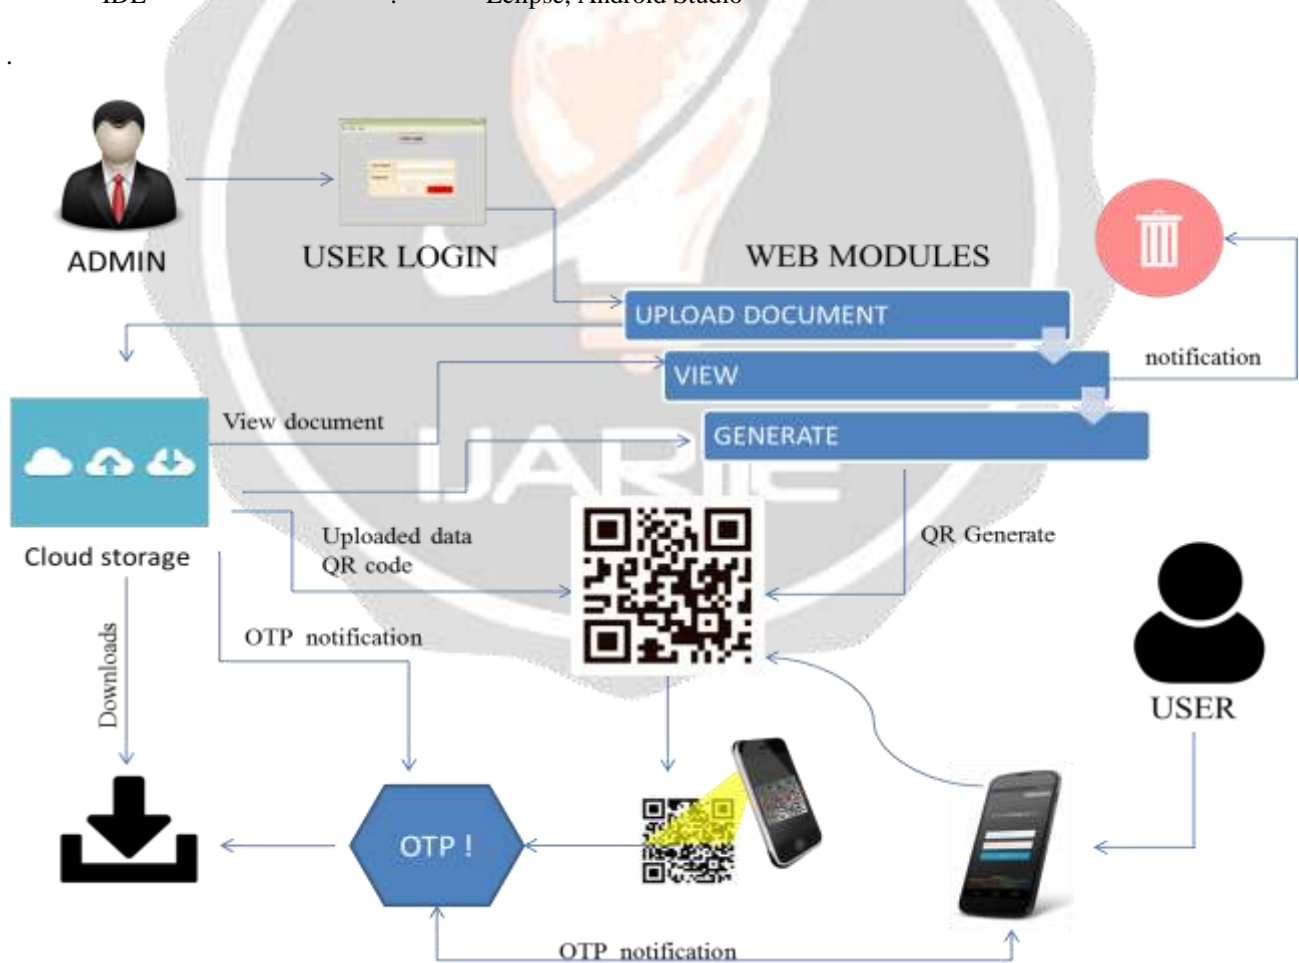 IDE : Eclipse, Android Studio
.
ADMIN
USER LOGIN
WEB MODULES
UPLOAD DOCUMENT
VIEW
notification
GENERATE
View document
IJARIIE
Uploaded data
QR code
QR Generate
Cloud storage
OTP notification
Downloads
USER
OTP !
OTP notification